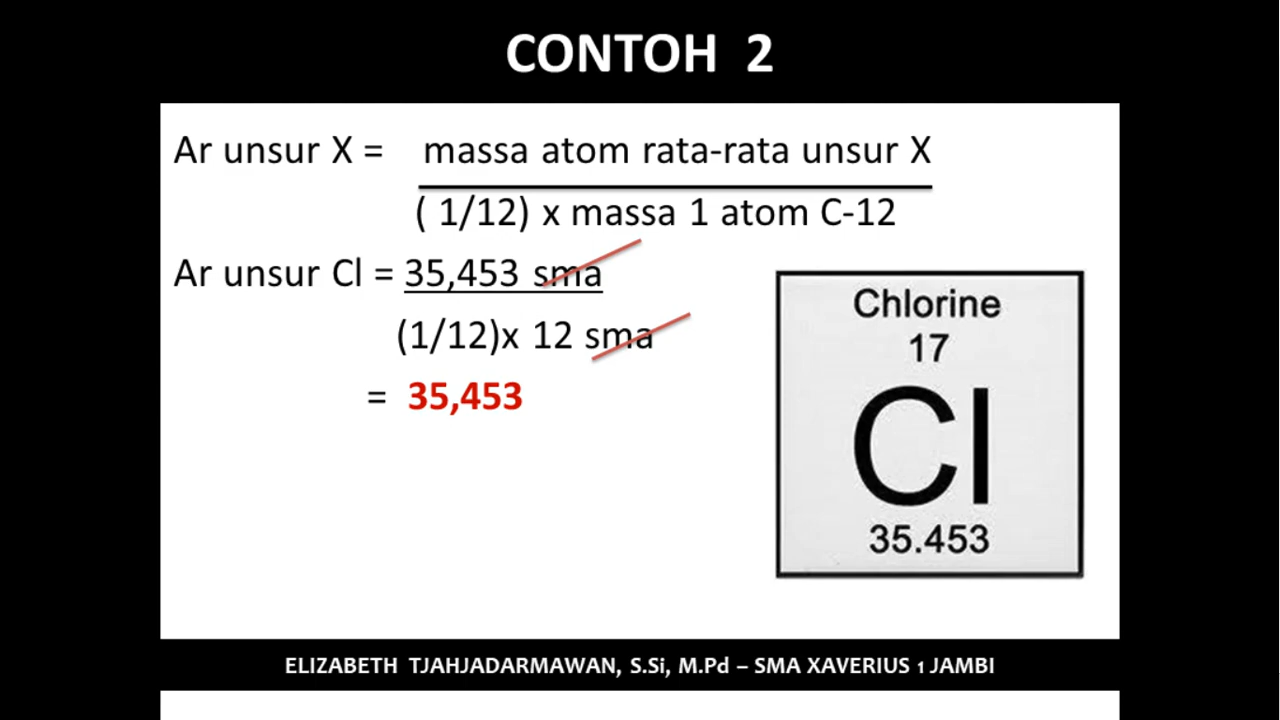 CONTOH 2
Ar unsur X = massa atom rata-rata unsur X
( 1/12) x massa 1 atom C-12
Ar unsur Cl = 35,453 sma
(1/12)x 12 sma
= 35,453
Chlorine
17
Cl
35.453
ELIZABETH TJAHJADARMAWAN, S.Si, M.Pd – SMA XAVERIUS 1 JAMBI